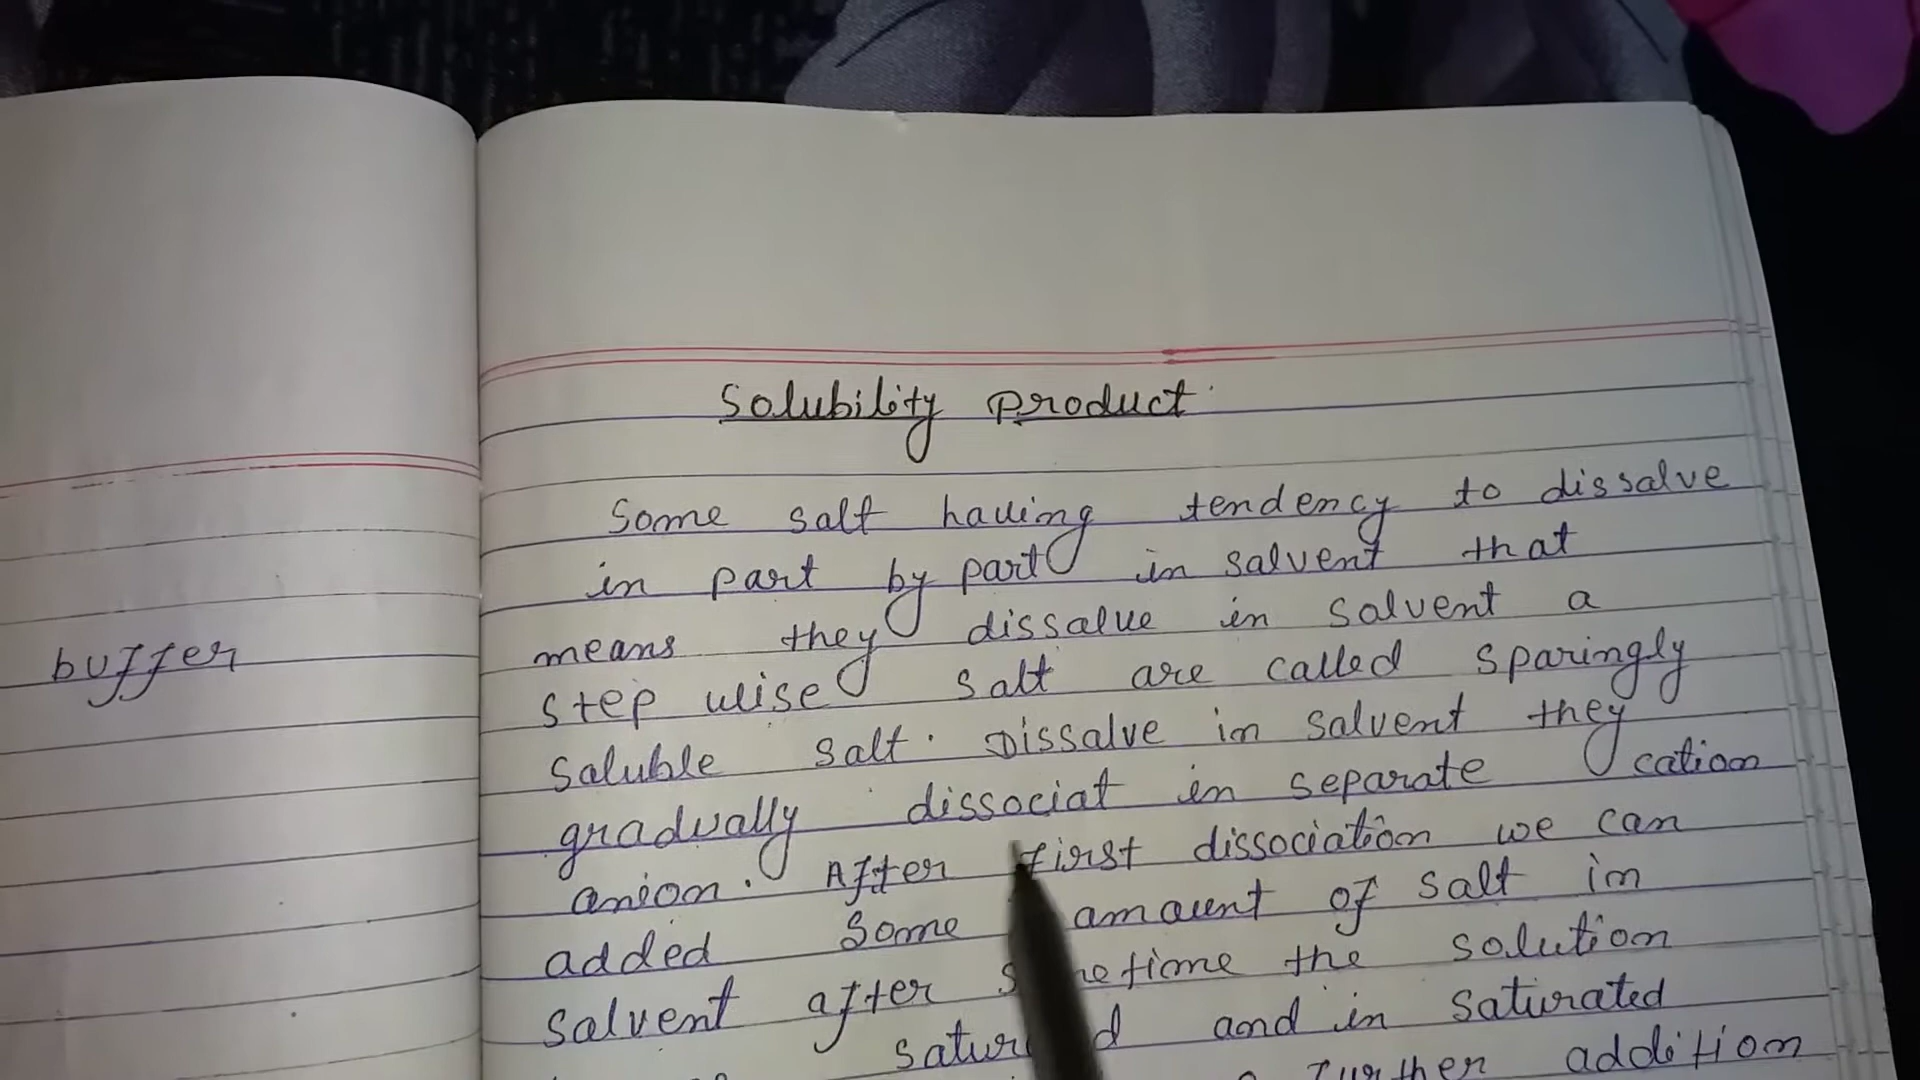 buffer
Solubility product
Some salt having tendency to dissalve
in part by part in salvent that
means they dissalve in salvent a
step wise salt are called sparingly
saluble salt. Dissalve in salvent they
gradually dissociat in separate cation
anion. After first dissociation we can
added some amount of salt in
salvent after sometime the solution
and in saturated
further addition